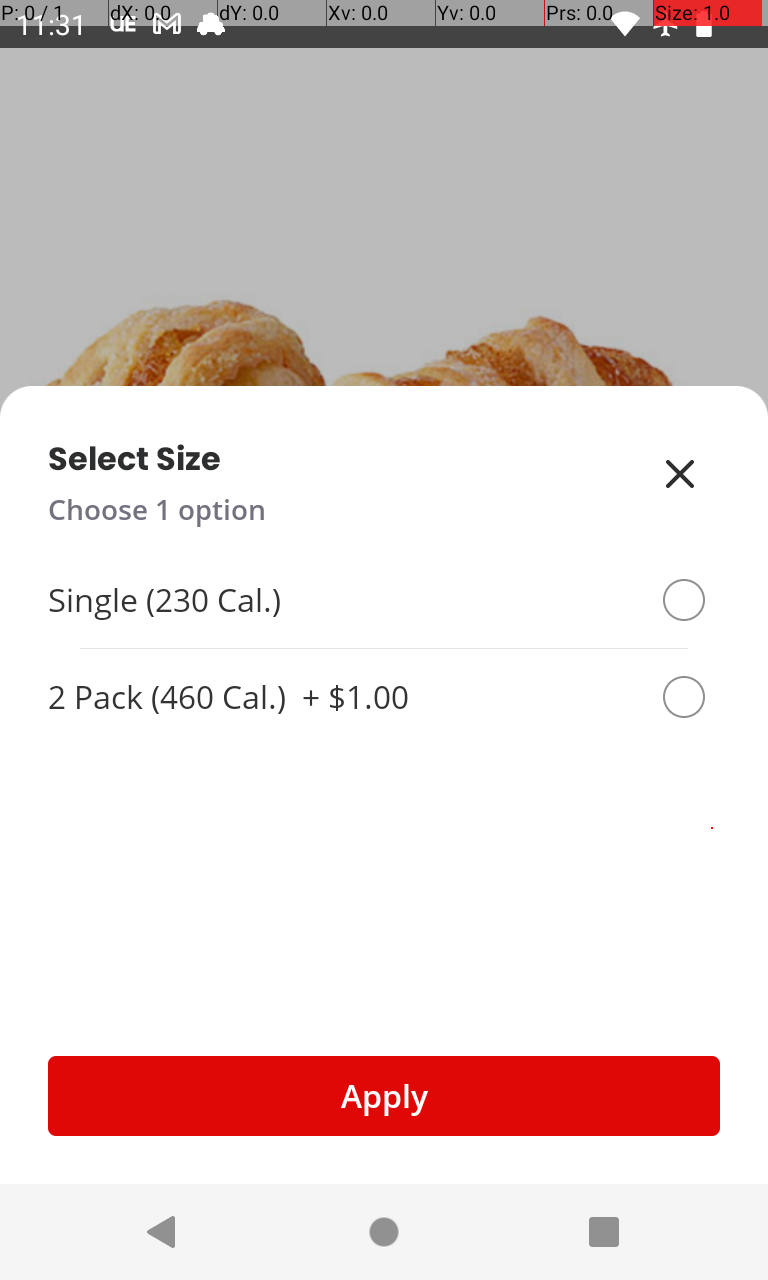 P: 0 / 1 dX: 0.0 dY: 0.0 Xv: 0.0 Yv: 0.0 Prs: 0.0 Size: 1.0
11:31 UE
Select Size
Choose 1 option
Single (230 Cal.)
2 Pack (460 Cal.) + $1.00
Apply